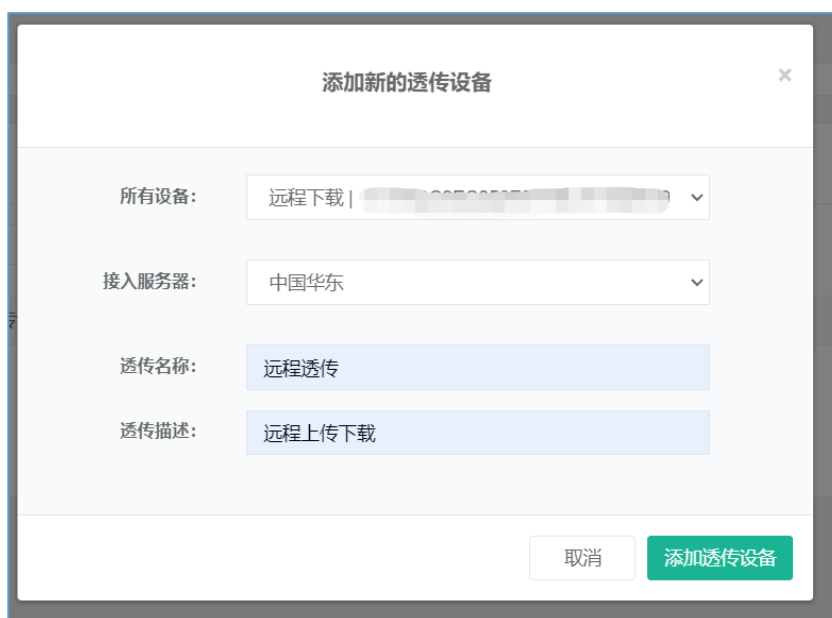 添加新的透传设备
×
所有设备:
远程下载 |
接入服务器:
中国华东
透传名称:
远程透传
透传描述:
远程上传下载
取消
添加透传设备